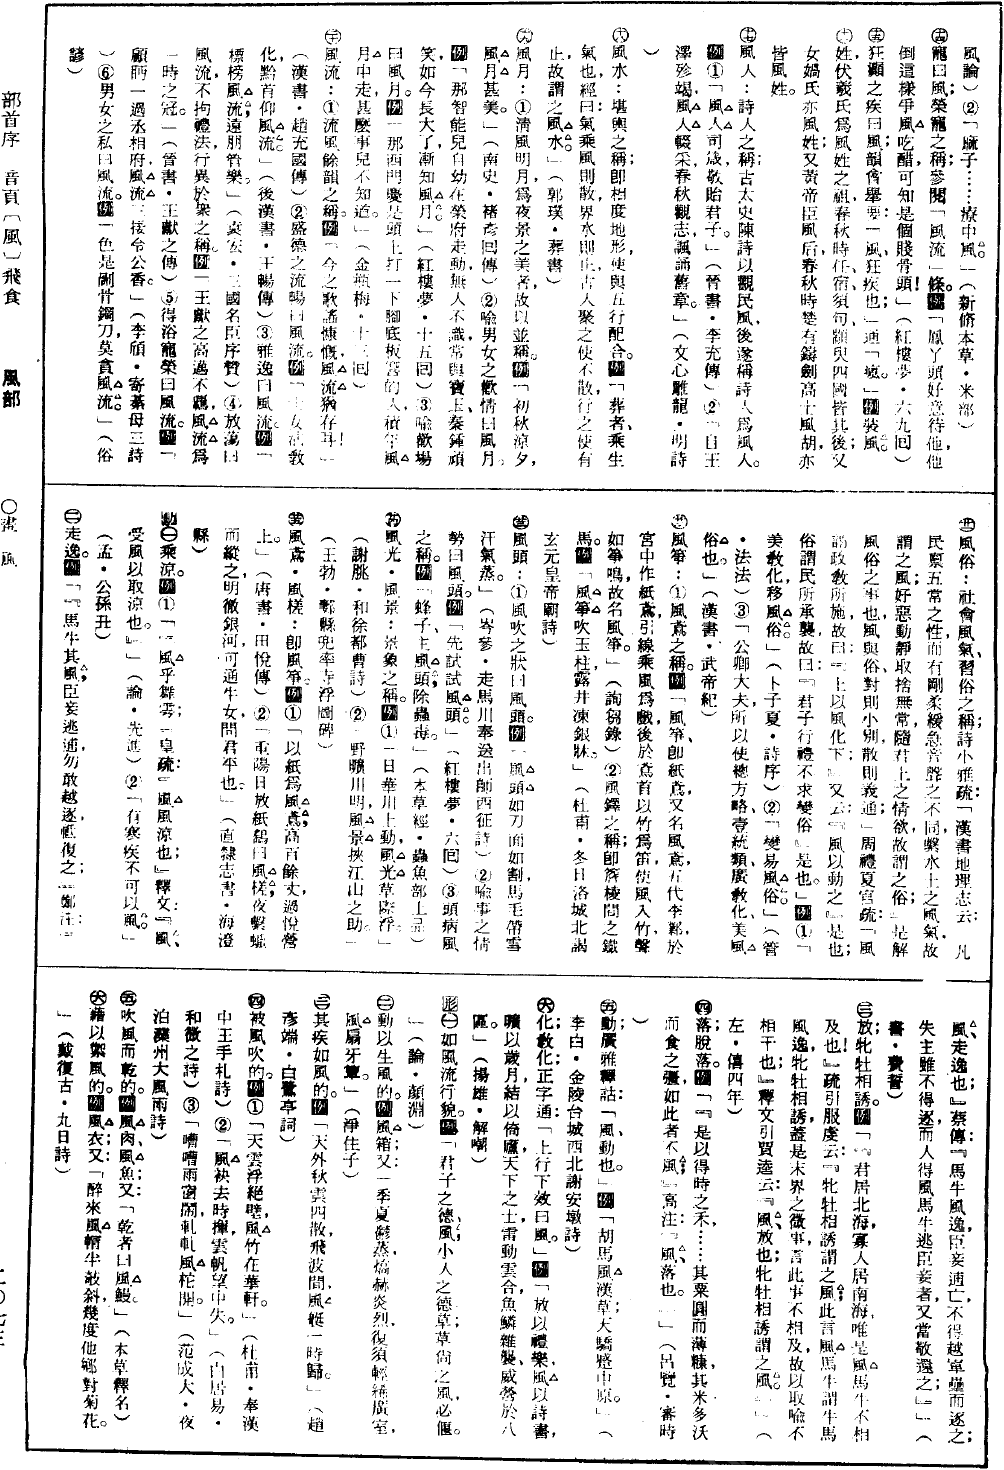 風論）②「癥子……療中風。」（新脩本草・米部）
寵曰風榮寵之稱；參閱「風流」條。例「鳳丫頭好意待他，他
倒這樣爭風吃醋，可知是個賤骨頭！」（紅樓夢・六九回）
狂顚之疾曰風韻會舉要：「風，狂疾也；」通「瘋」例裝風。
姓，伏羲氏爲風姓之祖，春秋時任宿須句顓臾四國皆其後；又
女媧氏亦風姓；又黃帝臣風后，春秋時楚有鑄劍高士風胡，亦
皆風姓。
風人：詩人之稱；古太史陳詩以觀民風，後遂稱詩人爲風人。
例①「風人司歲，敬貽君子。」（晉書・李充傳）②「自王
澤殄竭，風人輟采，春秋觀志，諷誦舊章。」（文心雕龍・明詩
）
風水：堪輿之稱；卽相度地形，使與五行配合。例「葬者，乘生
氣也，經曰：氣乘風則散，界水則止；古人聚之使不散，行之使有
止，故謂之風水。」（郭璞・葬書）
風月：①淸風明月爲夜景之美者，故以並稱。例「初秋涼夕，
風月甚美。」（南史・褚彥回傳）②喻男女之歡情曰風月。
例「那智能兒自幼在榮府走動，無人不識，常與寶玉秦鍾頑
笑，如今長大了，漸知風月。」（紅樓夢・十五回）③喻歡場
曰風月。例「那西門慶是頭上打一下腳底板響的人，積年風
月中走，甚麼事兒不知道。」（金瓶梅・十三回）
風流：①流風餘韻之稱。例「今之歌謠慷慨，風流猶存耳！」
（漢書・趙充國傳）②盛德之流暢曰風流。例「士女沾敎
化，黔首仰風流。」（後漢書・王暢傳）③雅逸曰風流。例「
標榜風流，遠朋管樂。」（袁宏・三國名臣序贊）④放蕩曰
風流，不拘禮法，行異於衆之稱。例「王獻之高邁不羈，風流爲
一時之冠。」（晉書・王獻之傳）⑤得浴寵榮曰風流。例「
顧眄一過丞相府，風流三接令公香。」（李頎・寄綦母三詩
）⑥男女之私曰風流。例「色是剮骨鋼刀，莫貪風流。」（俗
諺）
風俗：社會風氣習俗之稱；詩小雅疏：「漢書地理志云：凡
民稟五常之性，而有剛柔緩急，音聲之不同，繫水土之風氣，故
謂之風；好惡動靜，取捨無常，隨君上之情欲，故謂之俗；是解
風俗之事也，風與俗對則小別，散則義通；」周禮夏官疏：「風
謂政敎所施，故曰：『上以風化下。』又云：『風以動之』是也；
俗謂民所承襲，故曰：『君子行禮，不求變俗』是也。」例①「
美敎化，移風俗。」（卜子夏・詩序）②「變易風俗。」（管
・法法）③「公卿大夫，所以使總方略，壹統類，廣敎化，美風
俗也。」（漢書・武帝紀）
風箏：①風鳶之稱。例「風箏卽紙鳶，又名風鳶，五代李鄴於
宮中作紙鳶，引線乘風爲戲，後於鳶首以竹爲笛，使風入竹，聲
如箏鳴，故名風箏。」（詢芻錄）②風鐸之稱，卽簷棱間之鐵
馬。例「風箏吹玉柱，露井凍銀牀。」（杜甫・冬日洛城北謁
玄元皇帝廟詩）
風頭：①風吹之狀曰風頭。例「風頭如刀面如割，馬毛帶雪
汗氣蒸。」（岑參・走馬川奉送出師西征詩）②喻事之情
勢曰風頭。例「先試試風頭。」（紅樓夢・六回）③頭病風
之稱。例「蜂子主風頭，除蟲毒。」（本草經・蟲魚部上品）
風光・風景：景象之稱。例①「日華川上動，風光草際浮。」
（謝朓・和徐都曹詩）②「野曠川明，風景挾江山之助。」
（王勃・郪縣兜率寺浮圖碑）
風鳶・風槎：卽風箏。例①「以紙爲風鳶，高百餘丈，過悅營
上。」（唐書・田悅傳）②「重陽日放紙鷂曰風槎，夜繫燈
而縱之，明徹銀河，可通牛女，問君平也。」（直隸志書・海澄
縣）
動㊀乘涼。例①「『風乎舞雩』皇疏：『風，風涼也』釋文：『風、
受風以取涼也。』」（論・先進）②「有寒疾，不可以風。」
（孟・公孫丑）
㊁走逸。例「『馬牛其風，臣妾逃逋，勿敢越逐，祗復之』鄭注：『
風、走逸也』蔡傳：『馬牛風逸，臣妾逋亡，不得越軍壘而逐之；
失主雖不得逐，而人得風馬牛逃臣妾者，又當敬還之。』」（
書・費誓）
㊂放；牝牡相誘。例「『君居北海，寡人居南海，唯是風馬牛不相
及也』疏引服虔云：『牝牡相誘謂之風；此言風馬牛，謂牛馬
風逸，牝牡相誘，蓋是末界之微事，言此事不相及，故以取喻不
相干也』釋文引賈逵云：『風，放也；牝牡相誘謂之風。』」（
左・僖四年）
㊃落；脫落。例「『是以得時之禾，……其粟圓而薄糠，其米多沃
而食之彊，如此者不風』高注：『風、落也。』」（呂覽・審時
）
㊄動；廣雅釋詁：「風、動也。」例「胡馬風漢草，天驕蹙中原。」（
李白・金陵台城西北謝安墩詩）
㊅化；敎化；正字通：「上行下效曰風。」例「放以禮樂，風以詩書，
曠以歲月，結以倚廬，天下之士，雷動雲合，魚鱗雜襲，咸營於八
區。」（揚雄・解嘲）
形㊀如風流行貌。例「君子之德風，小人之德草，草尙之風，必偃。
」（論・顏淵）
㊁動以生風的。例風箱；又「季夏鬱蒸，熇赫炎烈，復須輕絺廣室，
風扇牙簟。」（淨住子）
㊂其疾如風的。例「天外秋雲四散飛，波間風艇一時歸。」（趙
彥端・白鷺亭詞）
㊃被風吹的。例①「天雲浮絕壁，風竹在華軒。」（杜甫・奉漢
中王手札詩）②「風袂去時揮，雲帆望中失。」（白居易・
和微之詩）③「嘈嘈雨窗鬧，軋軋風柁開。」（范成大・夜
泊灄州大風雨詩）
㊄吹風而乾的。例風肉，風魚；又「乾者曰風鰻。」（本草釋名）
㊅藉以禦風的。例風衣；又「醉來風帽半敧斜，幾度他鄉對菊花。
」（戴復古・九日詩）
部首序　音頁〔風〕飛食　風部　〇畫　風
二〇七三